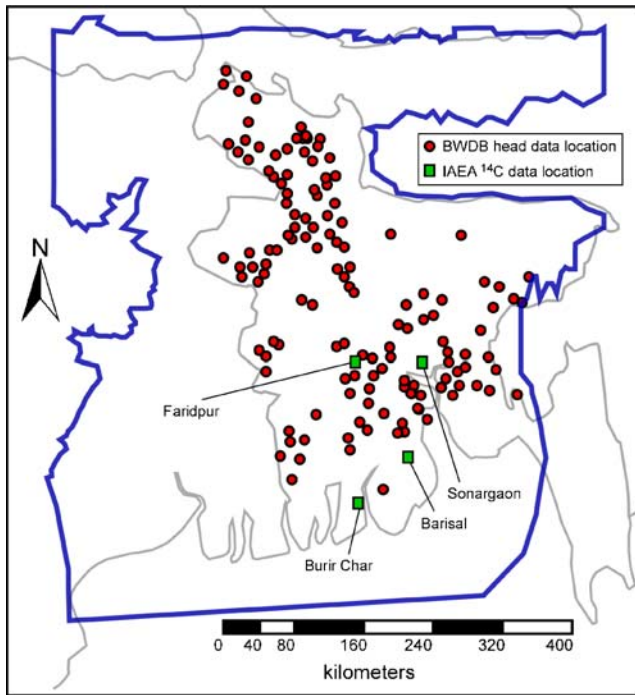 BWDB head data location
IAEA ¹⁴C data location
N
Faridpur
Sonargaon
Barisal
Burir Char
0 40 80 160 240 320 400
kilometers